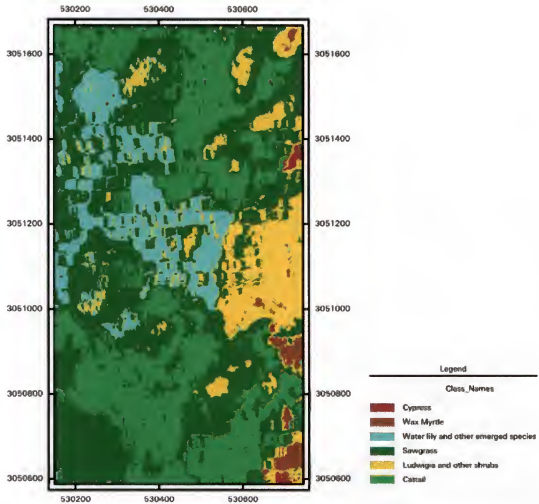 530200 530400 530600
3051600 3051600
3051400 3051400
3051200 3051200
3051000 3051000
3050800 3050800
3050600 3050600
530200 530400 530600
Legend
Class_Names
Cypress
Wax Myrtle
Water lily and other emerged species
Sawgrass
Ludwigia and other shrubs
Cattail